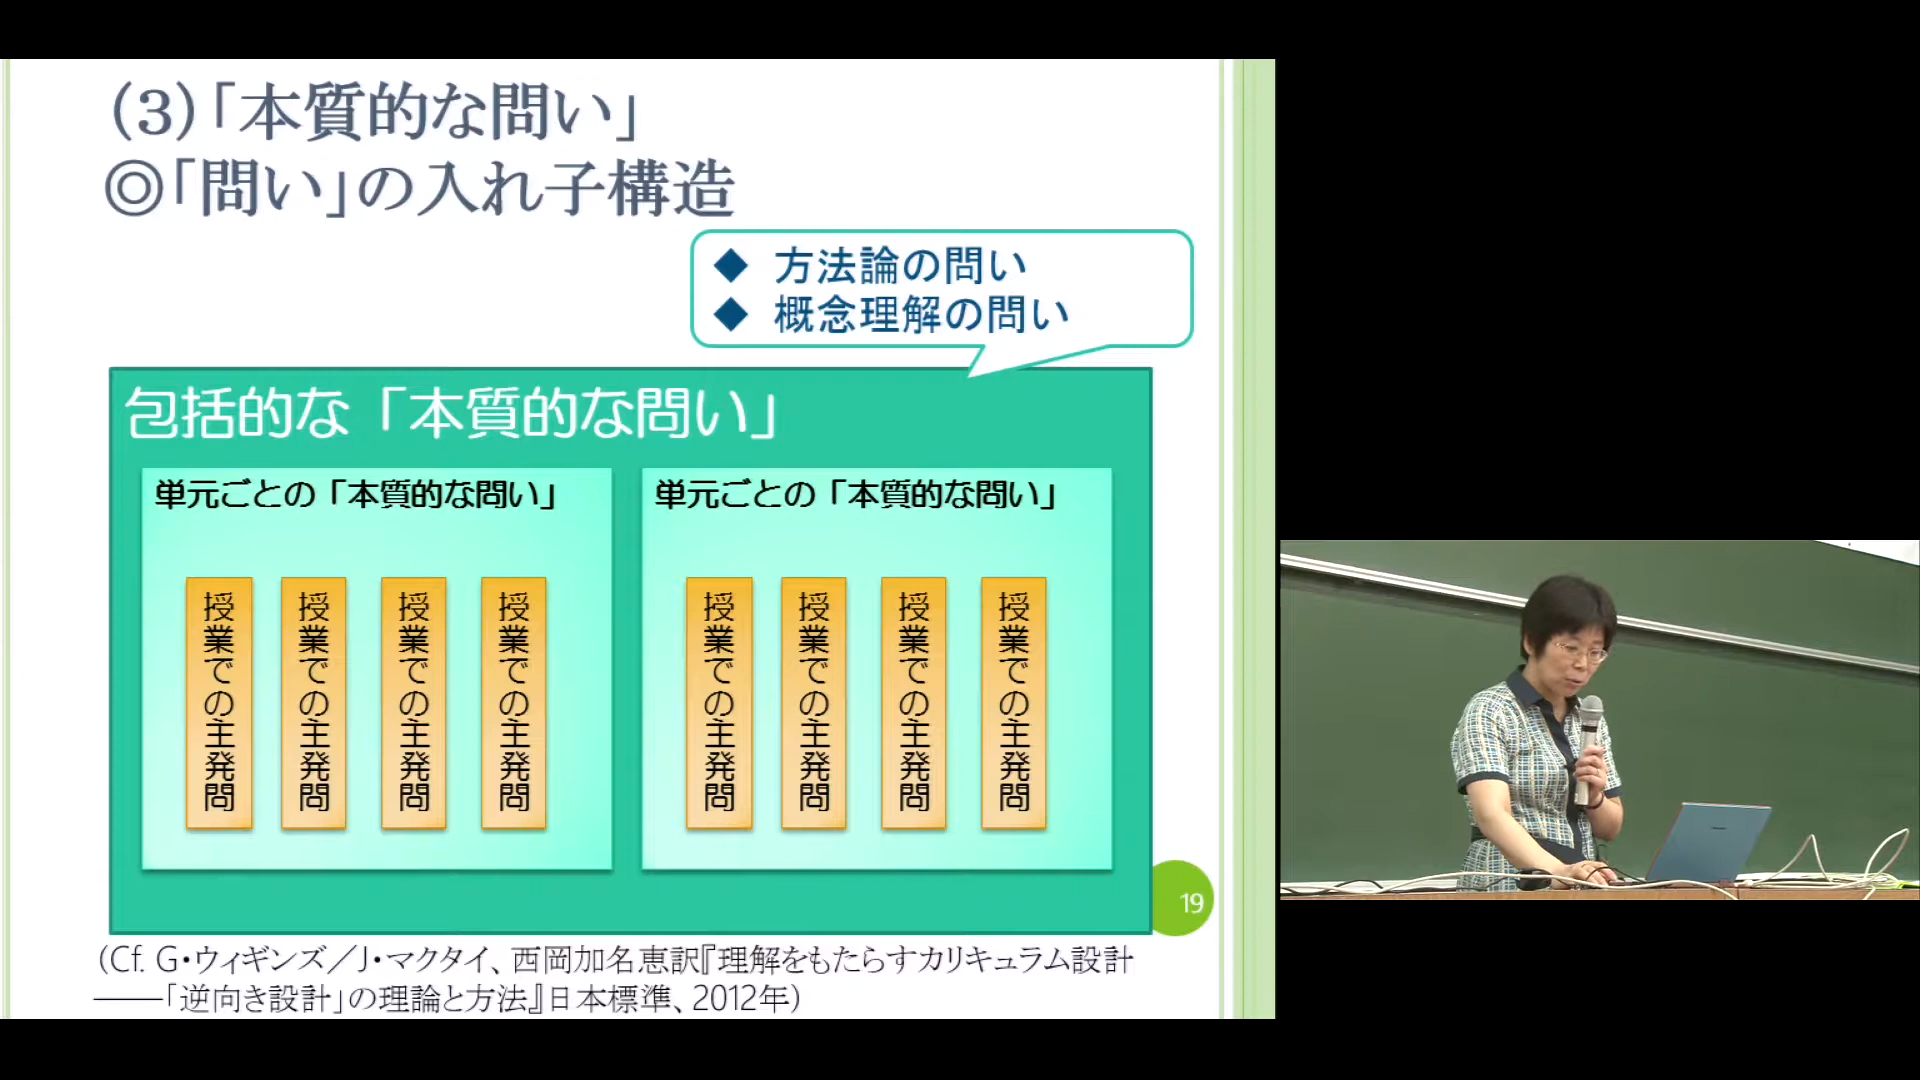 (3)「本質的な問い」
◎「問い」の入れ子構造
◆ 方法論の問い
◆ 概念理解の問い
包括的な「本質的な問い」
単元ごとの「本質的な問い」
授業での主発問
授業での主発問
授業での主発問
授業での主発問
単元ごとの「本質的な問い」
授業での主発問
授業での主発問
授業での主発問
授業での主発問
19
(Cf. G・ウィギンズ／J・マクタイ、西岡加名恵訳『理解をもたらすカリキュラム設計
――「逆向き設計」の理論と方法』日本標準、2012年)